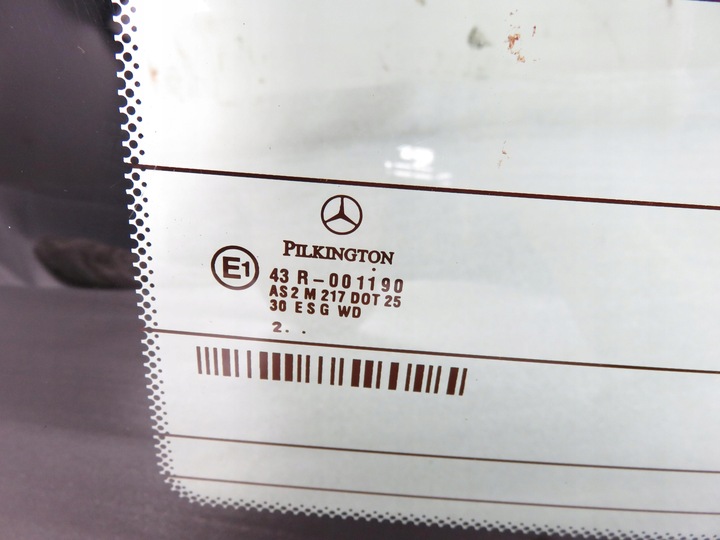 PILKINGTON
E1
43 R-001190
AS2 M 217 DOT 25
30 E S G WD
2. .